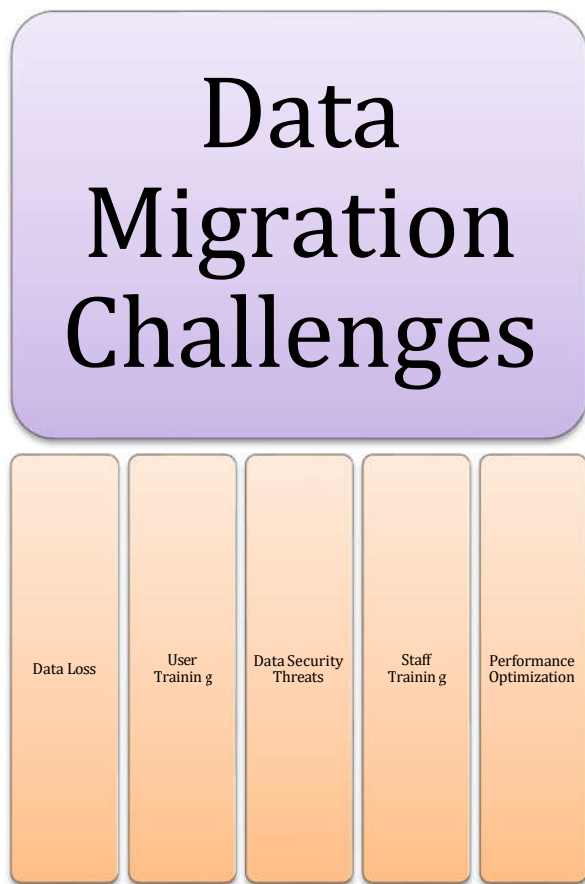 Data
Migration
Challenges
Data Loss
User
Trainin g
Data Security
Threats
Staff
Trainin g
Performance
Optimization